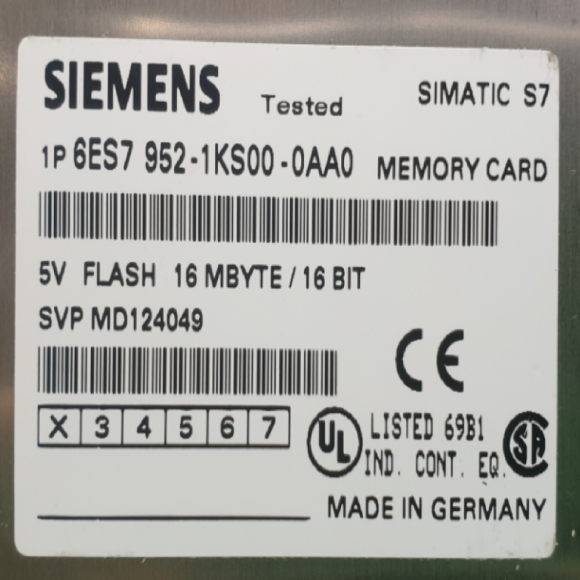 SIEMENS Tested SIMATIC S7
1P 6ES7 952-1KS00-0AA0 MEMORY CARD
5V FLASH 16 MBYTE / 16 BIT
SVP MD124049
CE
X 3 4 5 6 7
UL LISTED 69B1 SA
IND. CONT. EQ.
MADE IN GERMANY